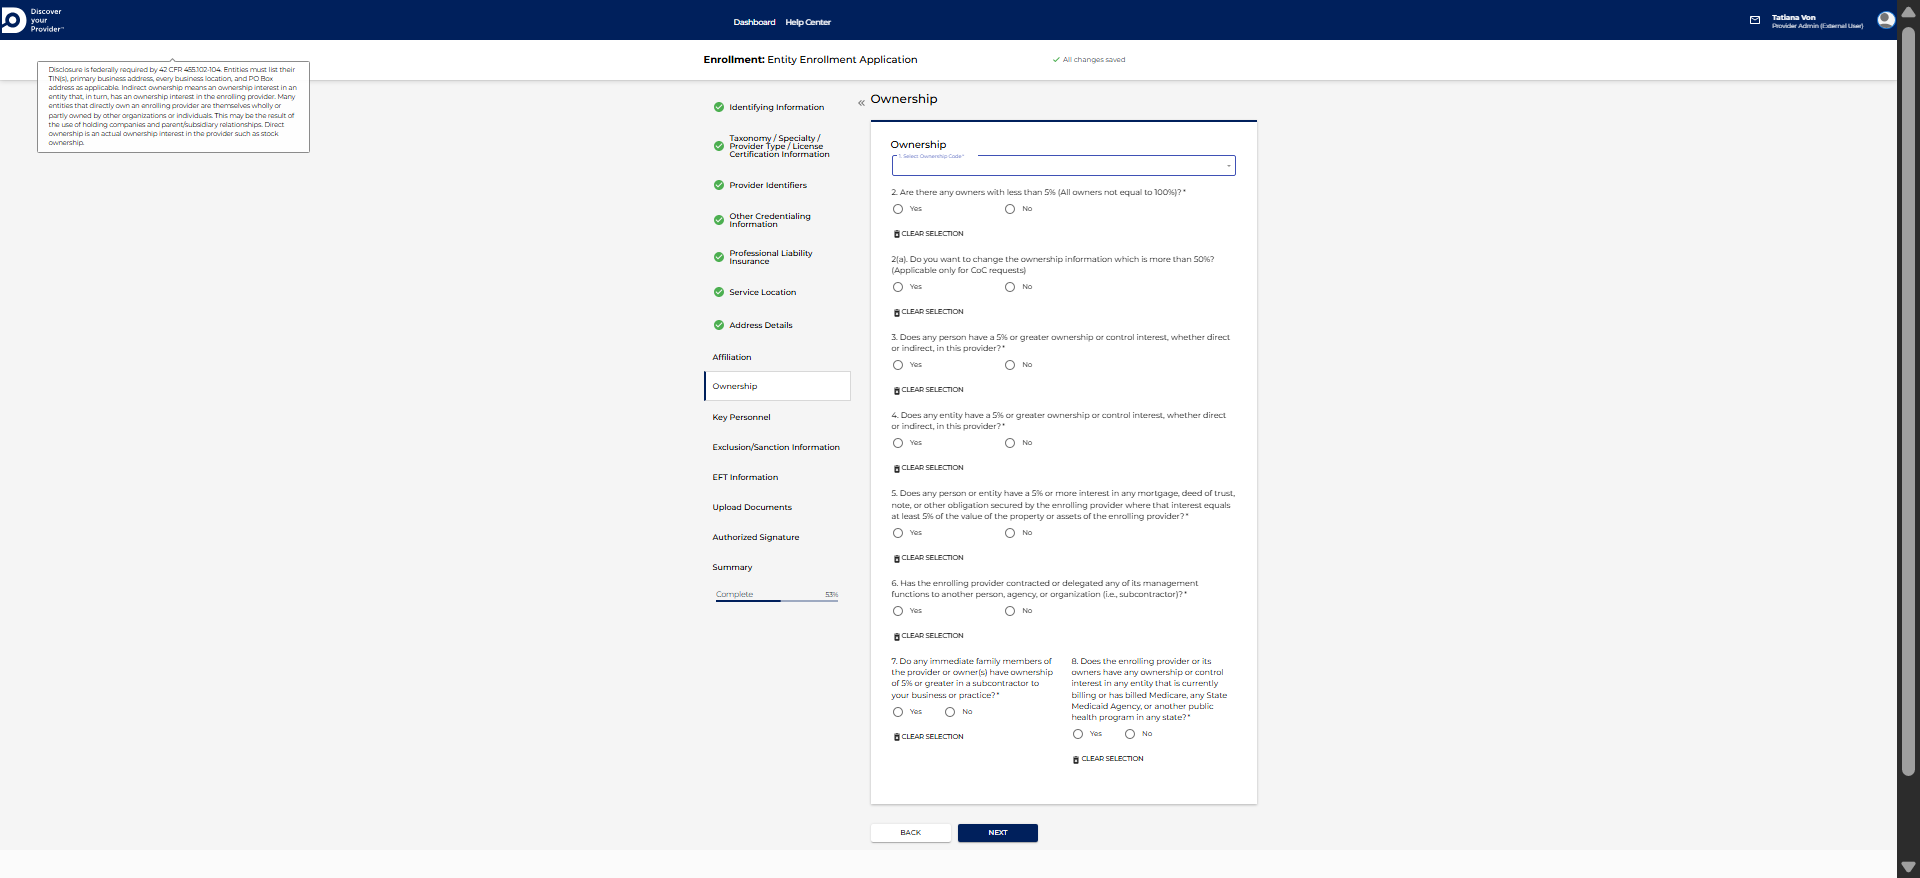 Discover
your
Provider™
Dashboard Help Center
Tatiana Von
Provider Admin (External User)
Enrollment: Entity Enrollment Application
All changes saved
Disclosure is federally required by 42 CFR 455.102-104. Entities must list their
TIN(s), primary business address, every business location, and PO Box
address as applicable. Indirect ownership means an ownership interest in an
entity that, in turn, has an ownership interest in the enrolling provider. Many
entities that directly own an enrolling provider are themselves wholly or
partly owned by other organizations or individuals. This may be the result of
the use of holding companies and parent/subsidiary relationships. Direct
ownership is an actual ownership interest in the provider such as stock
ownership.
Identifying Information
Taxonomy / Specialty /
Provider Type / License
Certification Information
Provider Identifiers
Other Credentialing
Information
Professional Liability
Insurance
Service Location
Address Details
Affiliation
Ownership
Key Personnel
Exclusion/Sanction Information
EFT Information
Upload Documents
Authorized Signature
Summary
Complete 53%
« Ownership
Ownership
1. Select Ownership Code*
2. Are there any owners with less than 5% (All owners not equal to 100%)?*
Yes No
CLEAR SELECTION
2(a). Do you want to change the ownership information which is more than 50%?
(Applicable only for CoC requests)
Yes No
CLEAR SELECTION
3. Does any person have a 5% or greater ownership or control interest, whether direct
or indirect, in this provider?*
Yes No
CLEAR SELECTION
4. Does any entity have a 5% or greater ownership or control interest, whether direct
or indirect, in this provider?*
Yes No
CLEAR SELECTION
5. Does any person or entity have a 5% or more interest in any mortgage, deed of trust,
note, or other obligation secured by the enrolling provider where that interest equals
at least 5% of the value of the property or assets of the enrolling provider?*
Yes No
CLEAR SELECTION
6. Has the enrolling provider contracted or delegated any of its management
functions to another person, agency, or organization (i.e., subcontractor)?*
Yes No
CLEAR SELECTION
7. Do any immediate family members of
the provider or owner(s) have ownership
of 5% or greater in a subcontractor to
your business or practice?*
Yes No
CLEAR SELECTION
8. Does the enrolling provider or its
owners have any ownership or control
interest in any entity that is currently
billing or has billed Medicare, any State
Medicaid Agency, or another public
health program in any state?*
Yes No
CLEAR SELECTION
BACK NEXT